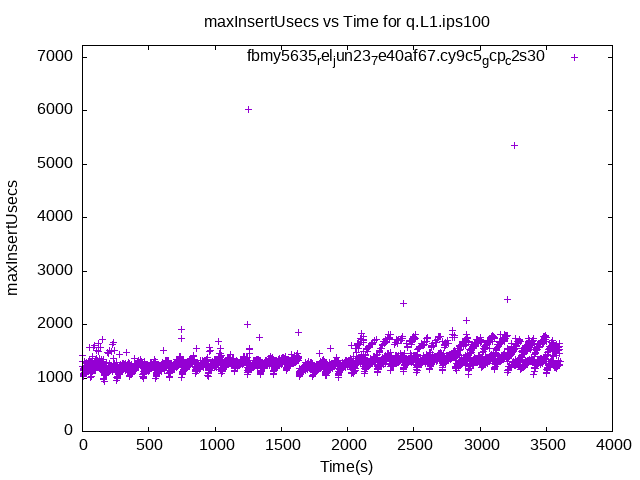 maxInsertUsecs vs Time for q.L1.ips100
fbmy5635reljun237e40af67.cy9c5gcpc2s30
7000
6000
5000
4000
3000
2000
1000
0
maxInsertUsecs
0 500 1000 1500 2000 2500 3000 3500 4000
Time(s)